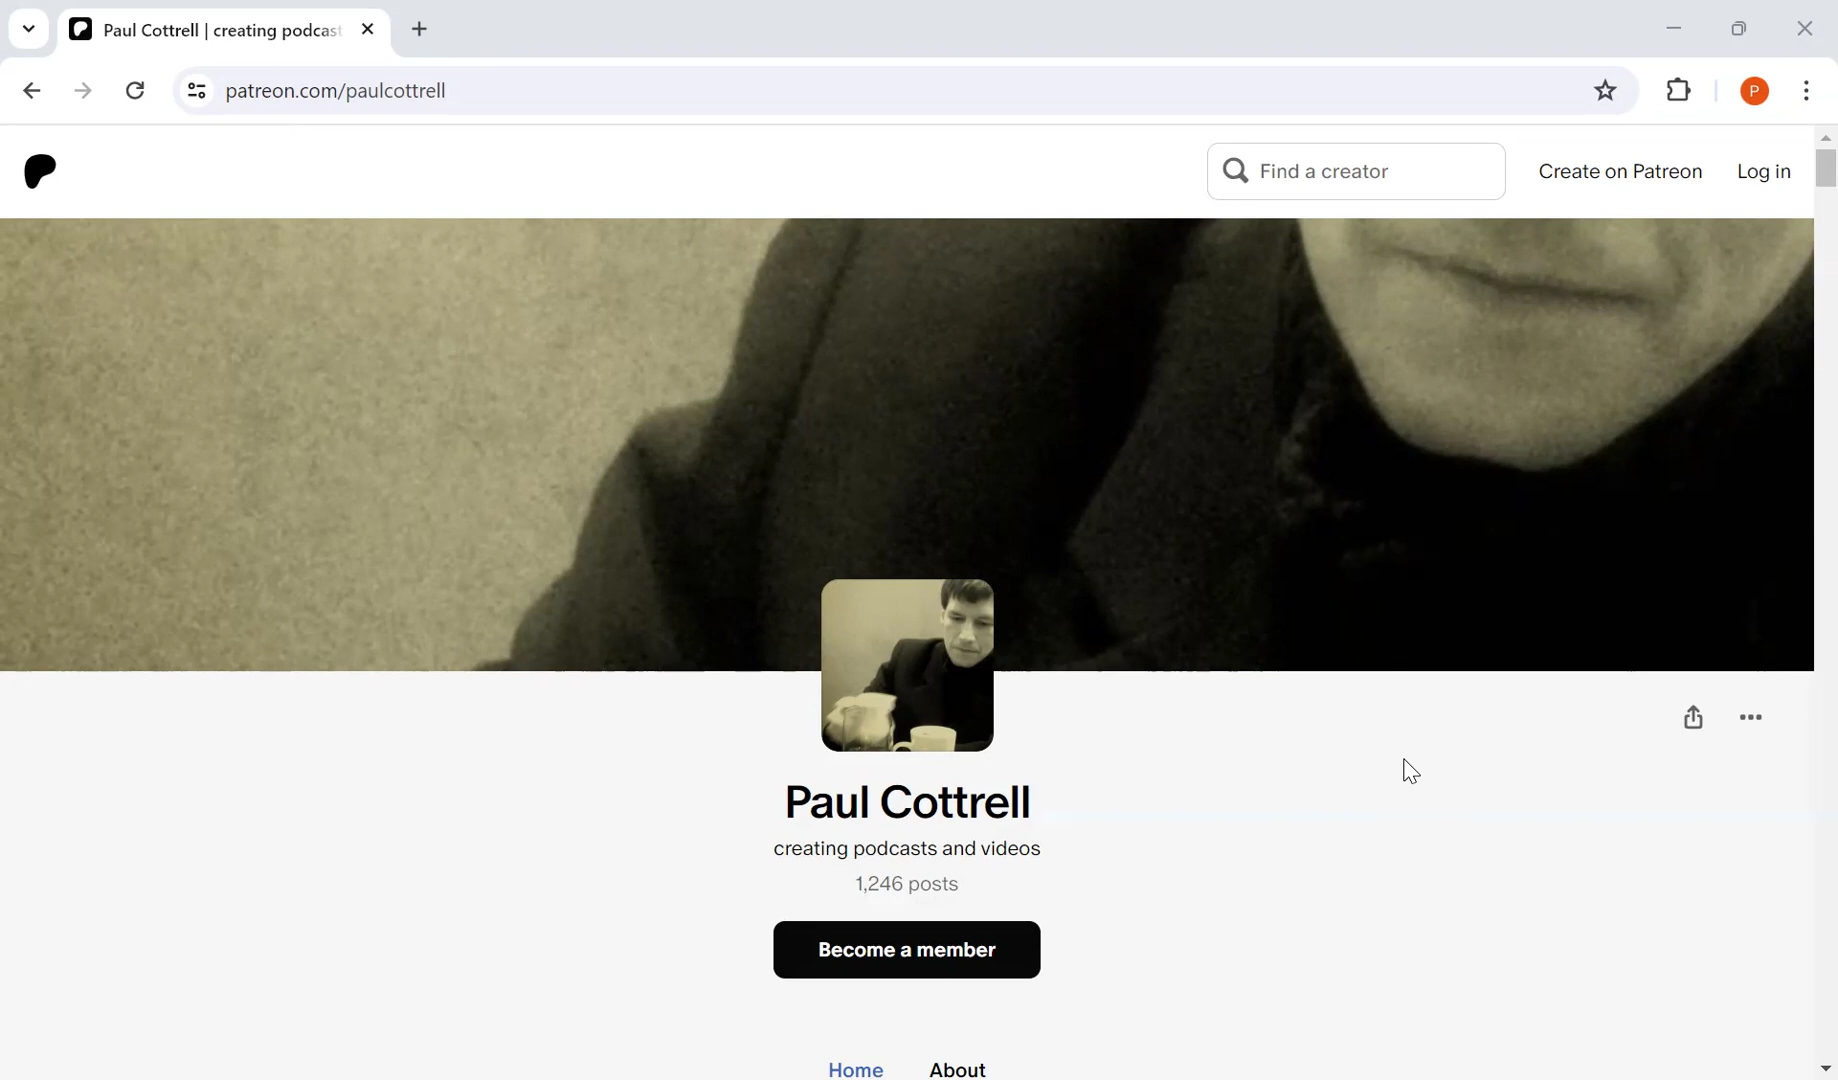 Paul Cottrell | creating podcast
patreon.com/paulcottrell
P
Find a creator
Create on Patreon
Log in
Paul Cottrell
creating podcasts and videos
1,246 posts
Become a member
Home
About